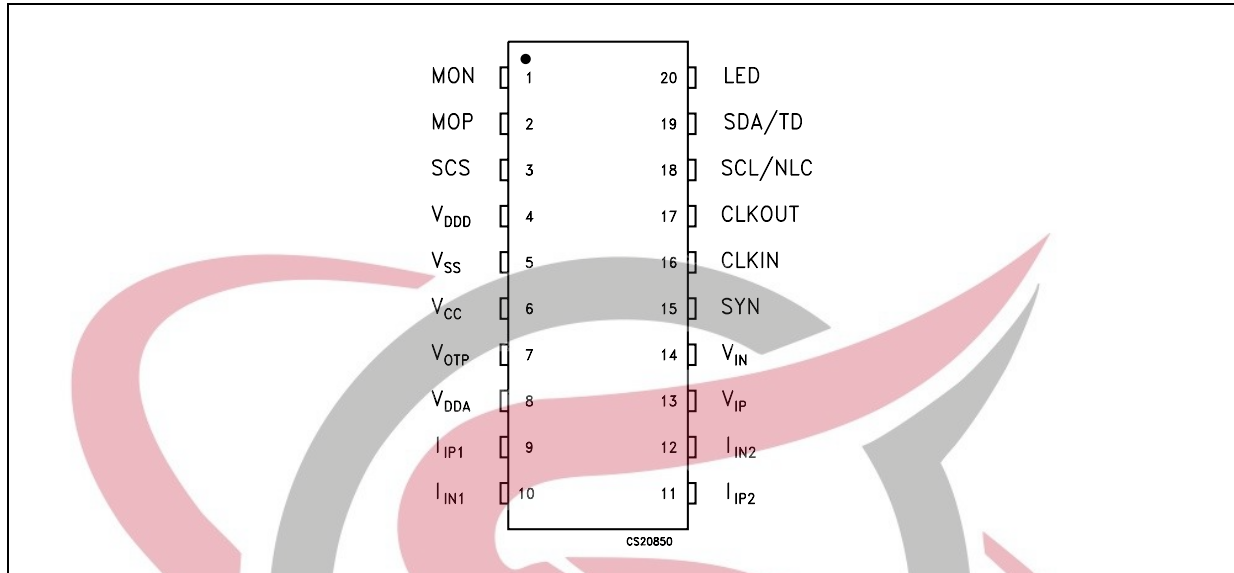 MON 1 20 LED
MOP 2 19 SDA/TD
SCS 3 18 SCL/NLC
VDDD 4 17 CLKOUT
VSS 5 16 CLKIN
VCC 6 15 SYN
VOTP 7 14 VIN
VDDA 8 13 VIP
IIP1 9 12 IIN2
IIN1 10 11 IIP2
CS20850